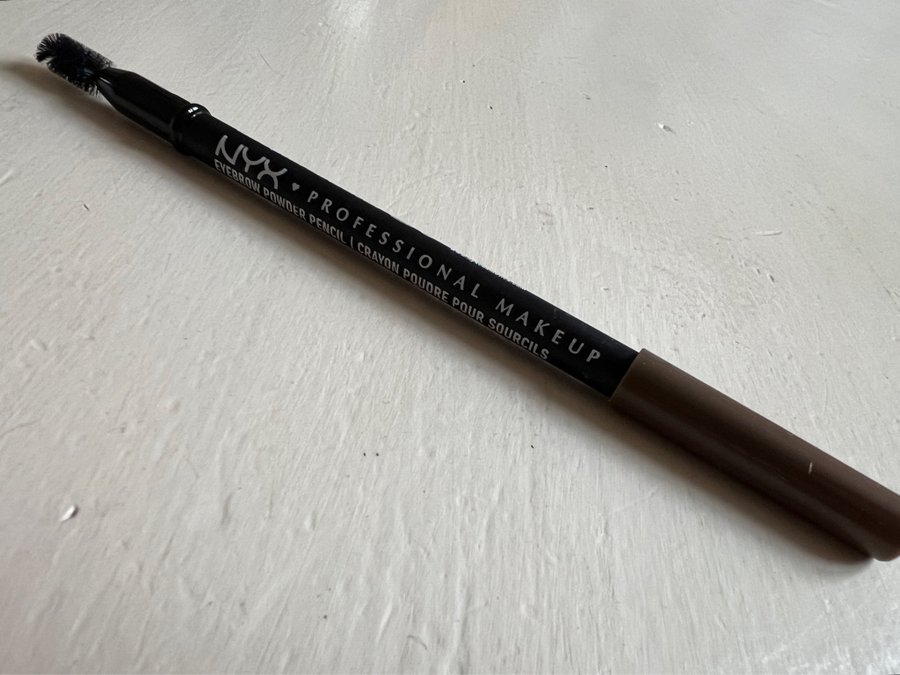 NYX PROFESSIONAL MAKEUP
EYEBROW POWDER PENCIL | CRAYON POUDRE POUR SOURCILS